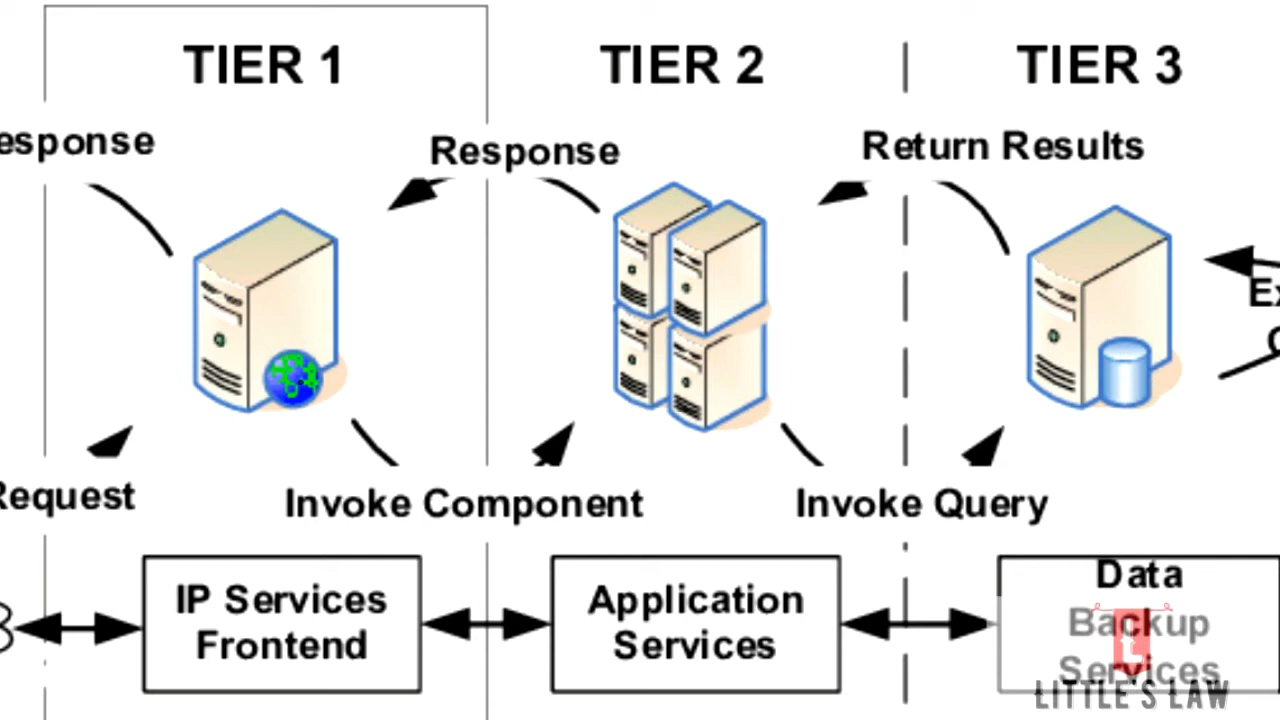 TIER 1
TIER 2
TIER 3
esponse
Response
Return Results
Request
Invoke Component
Invoke Query
IP Services
Frontend
Application
Services
Data
Backup
Services
LITTLE'S LAW